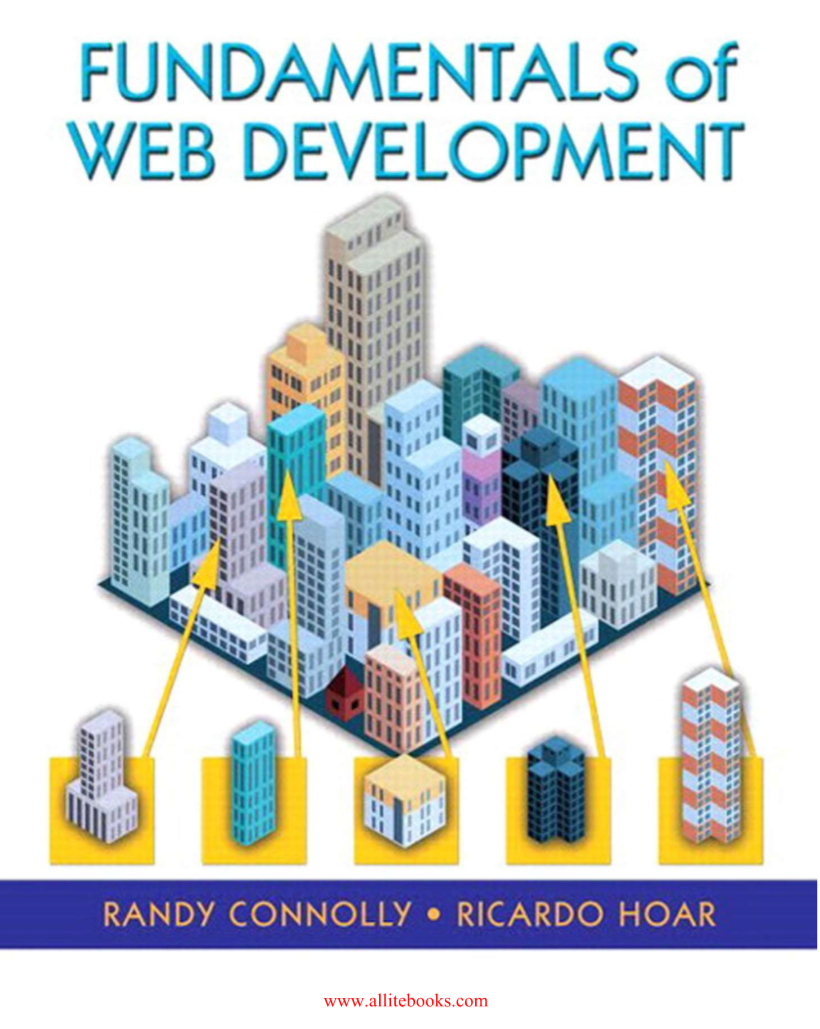 FUNDAMENTALS of
WEB DEVELOPMENT
RANDY CONNOLLY • RICARDO HOAR
www.allitebooks.com